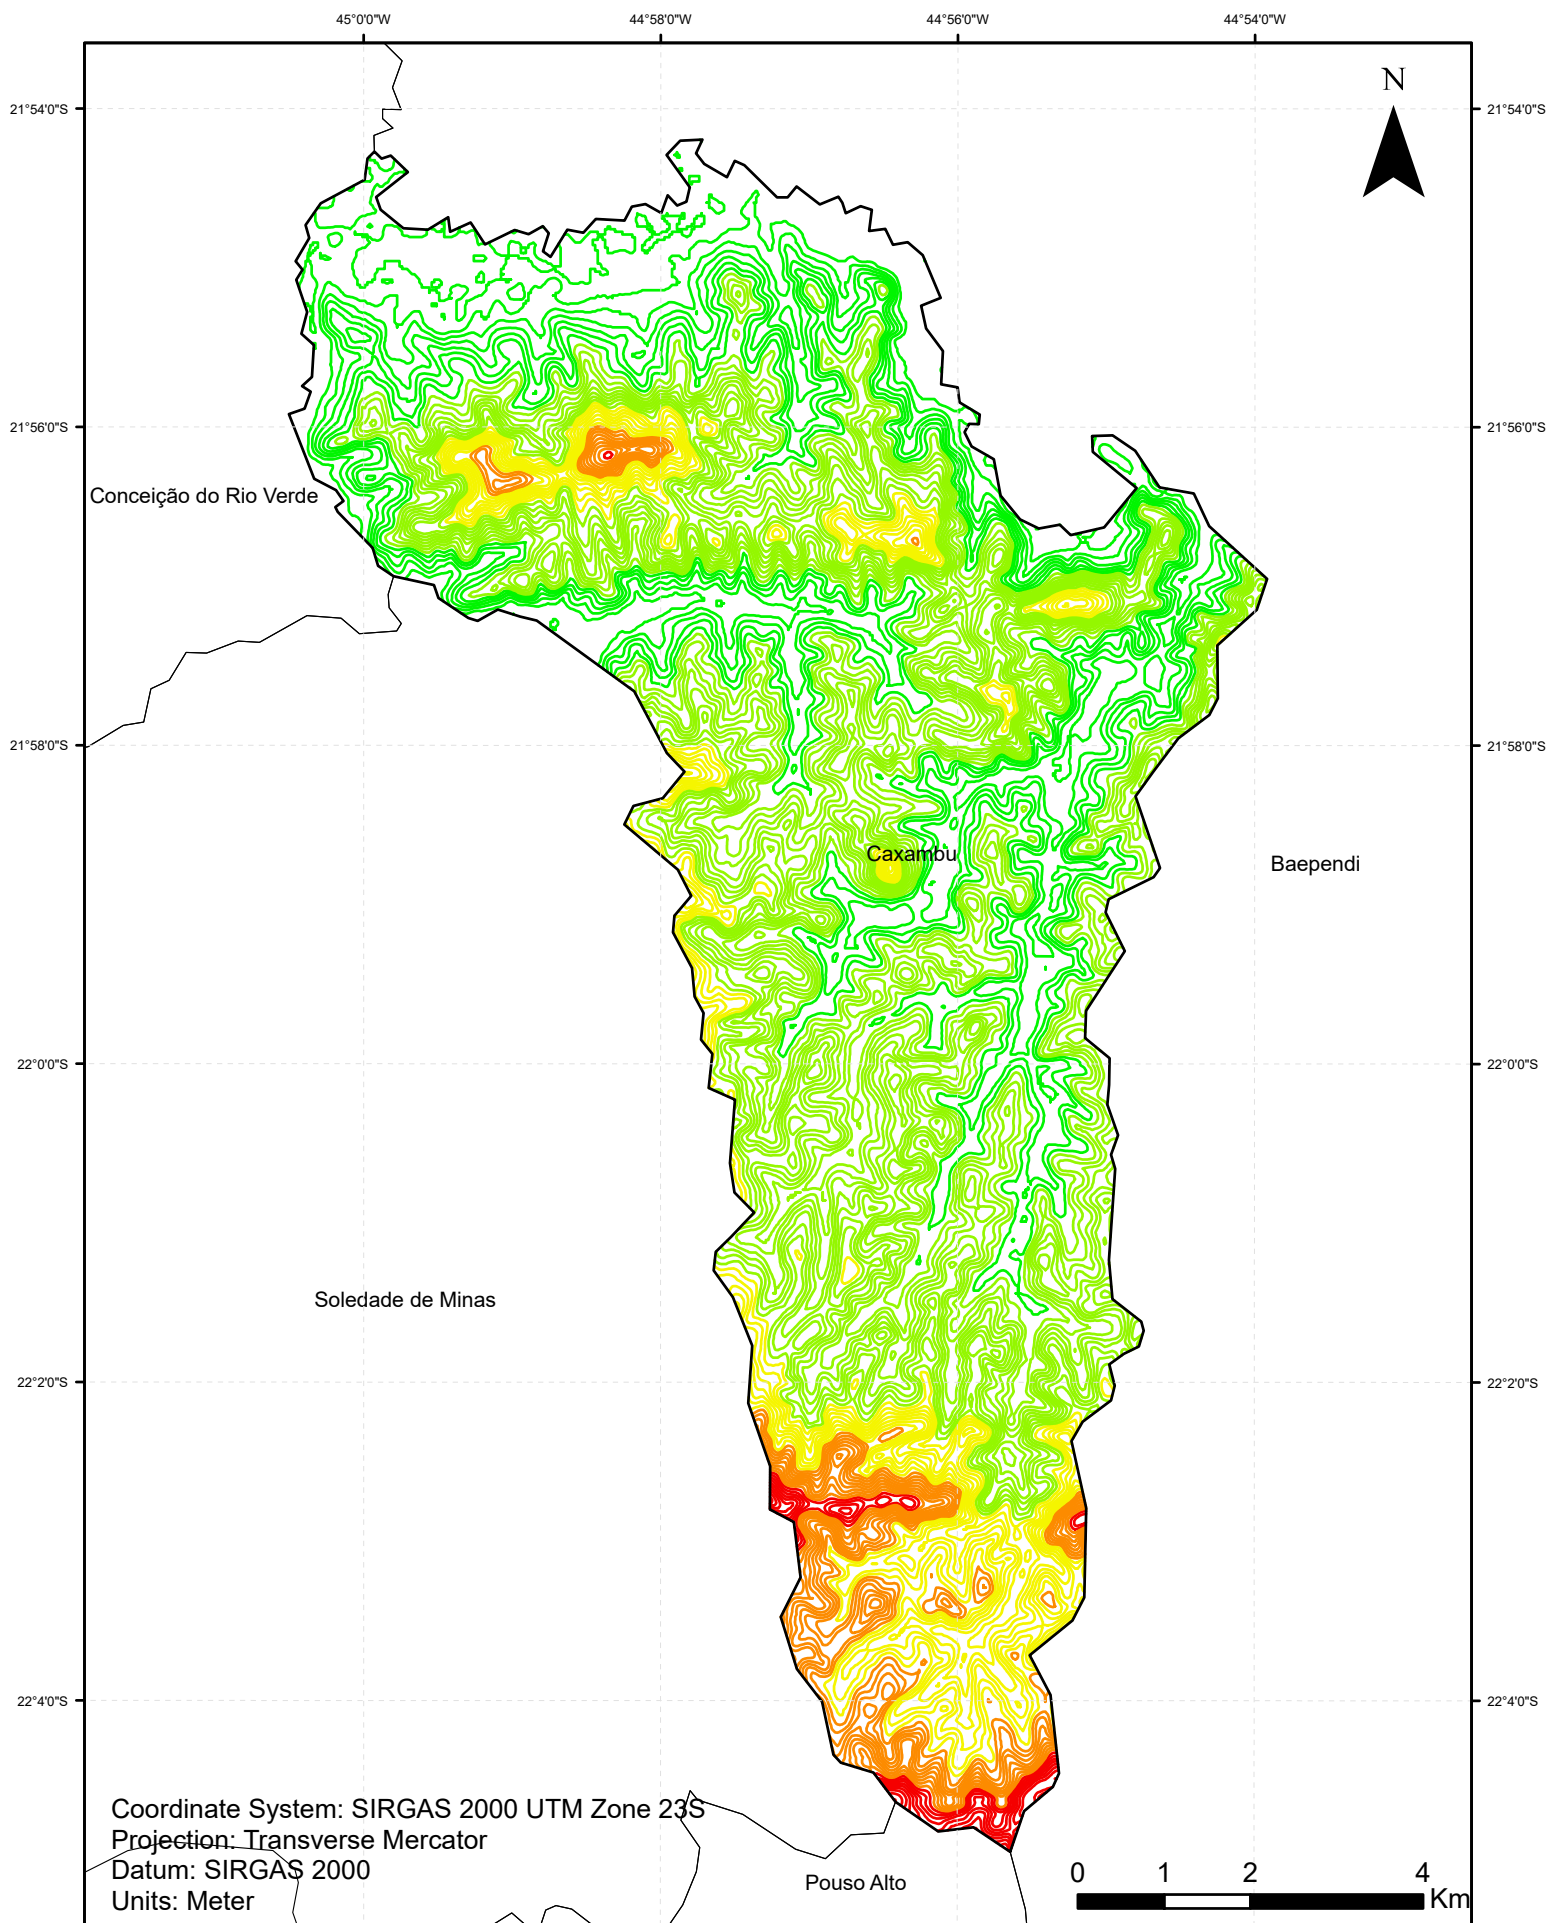 45°0'0"W 44°58'0"W 44°56'0"W 44°54'0"W
N
21°54'0"S 21°54'0"S
21°56'0"S 21°56'0"S
Conceição do Rio Verde
21°58'0"S 21°58'0"S
Caxambu
Baependi
22°0'0"S 22°0'0"S
Soledade de Minas
22°2'0"S 22°2'0"S
22°4'0"S 22°4'0"S
Coordinate System: SIRGAS 2000 UTM Zone 23S
Projection: Transverse Mercator
Datum: SIRGAS 2000
Units: Meter
Pouso Alto
0 1 2 4
Km